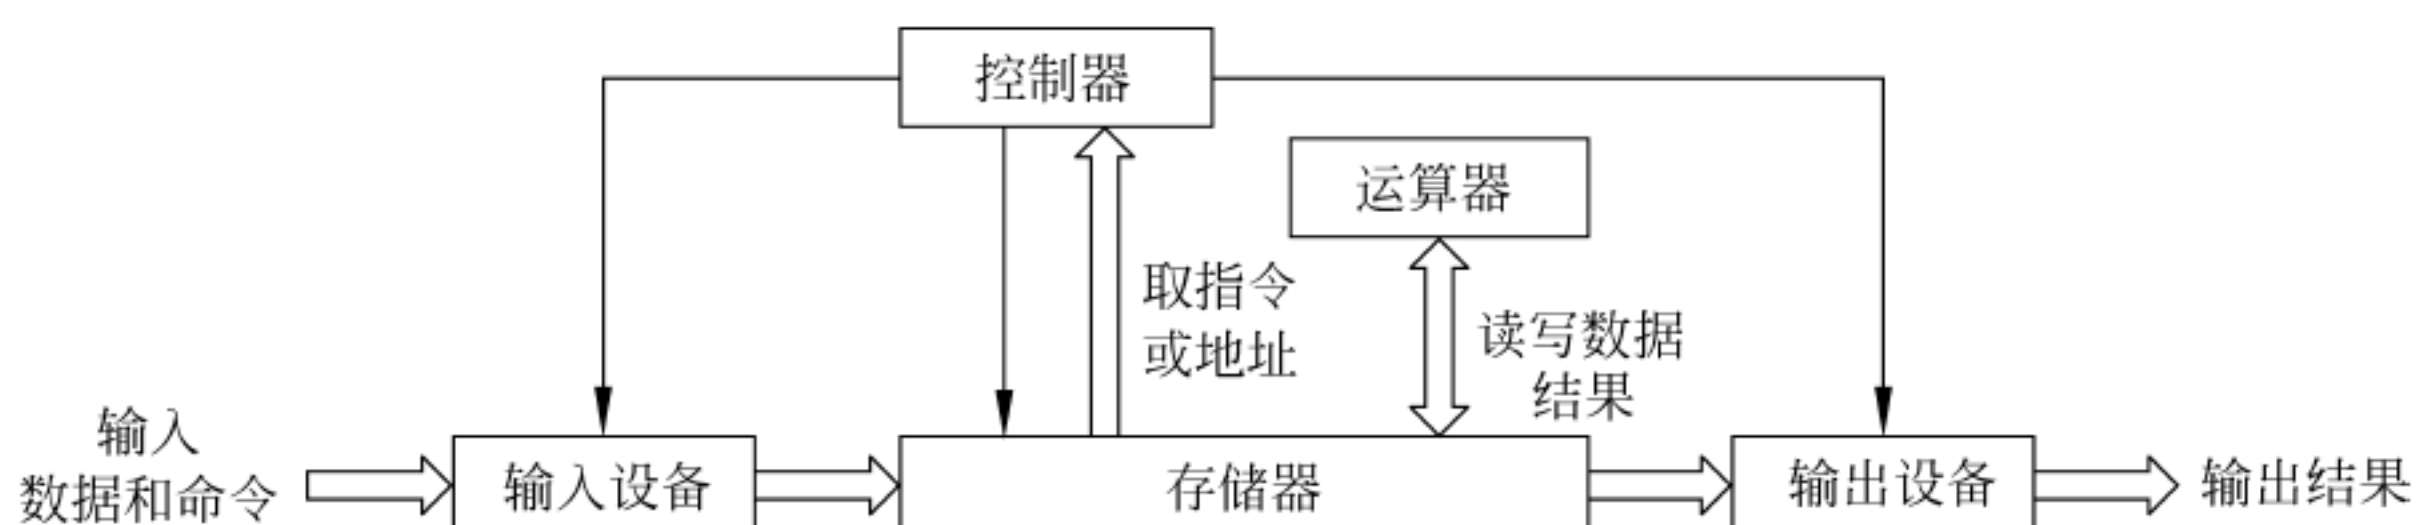 控制器
运算器
取指令
或地址
读写数据
结果
输入
数据和命令
输入设备
存储器
输出设备
输出结果